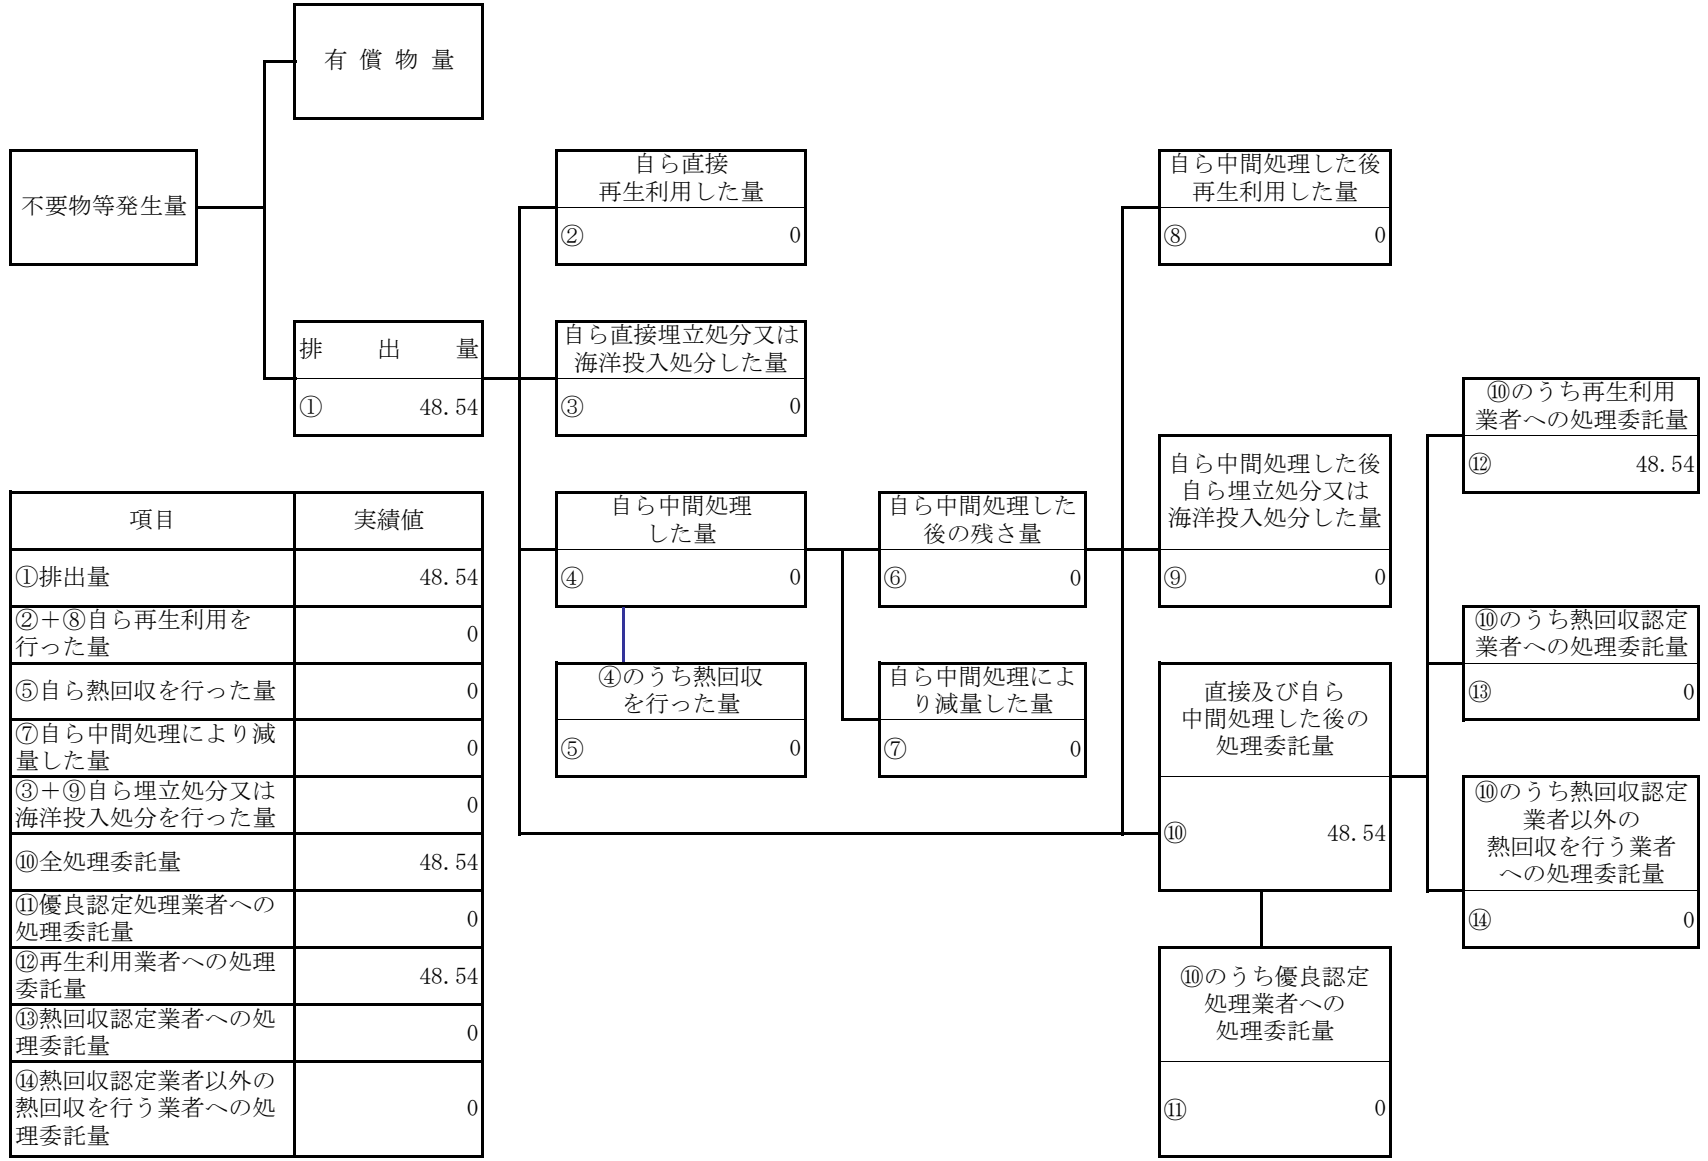 有償物量
不要物等発生量
排出量
① 48.54
自ら直接
再生利用した量
② 0
自ら直接埋立処分又は
海洋投入処分した量
③ 0
自ら中間処理
した量
④ 0
④のうち熱回収
を行った量
⑤ 0
自ら中間処理した
後の残さ量
⑥ 0
自ら中間処理によ
り減量した量
⑦ 0
自ら中間処理した後
再生利用した量
⑧ 0
自ら中間処理した後
自ら埋立処分又は
海洋投入処分した量
⑨ 0
直接及び自ら
中間処理した後の
処理委託量
⑩ 48.54
⑩のうち優良認定
処理業者への
処理委託量
⑪ 0
⑩のうち再生利用
業者への処理委託量
⑫ 48.54
⑩のうち熱回収認定
業者への処理委託量
⑬ 0
⑩のうち熱回収認定
業者以外の
熱回収を行う業者
への処理委託量
⑭ 0
項目 実績値
①排出量 48.54
②+⑧自ら再生利用を
行った量 0
⑤自ら熱回収を行った量 0
⑦自ら中間処理により減
量した量 0
③+⑨自ら埋立処分又は
海洋投入処分を行った量 0
⑩全処理委託量 48.54
⑪優良認定処理業者への
処理委託量 0
⑫再生利用業者への処理
委託量 48.54
⑬熱回収認定業者への処
理委託量 0
⑭熱回収認定業者以外の
熱回収を行う業者への処
理委託量 0